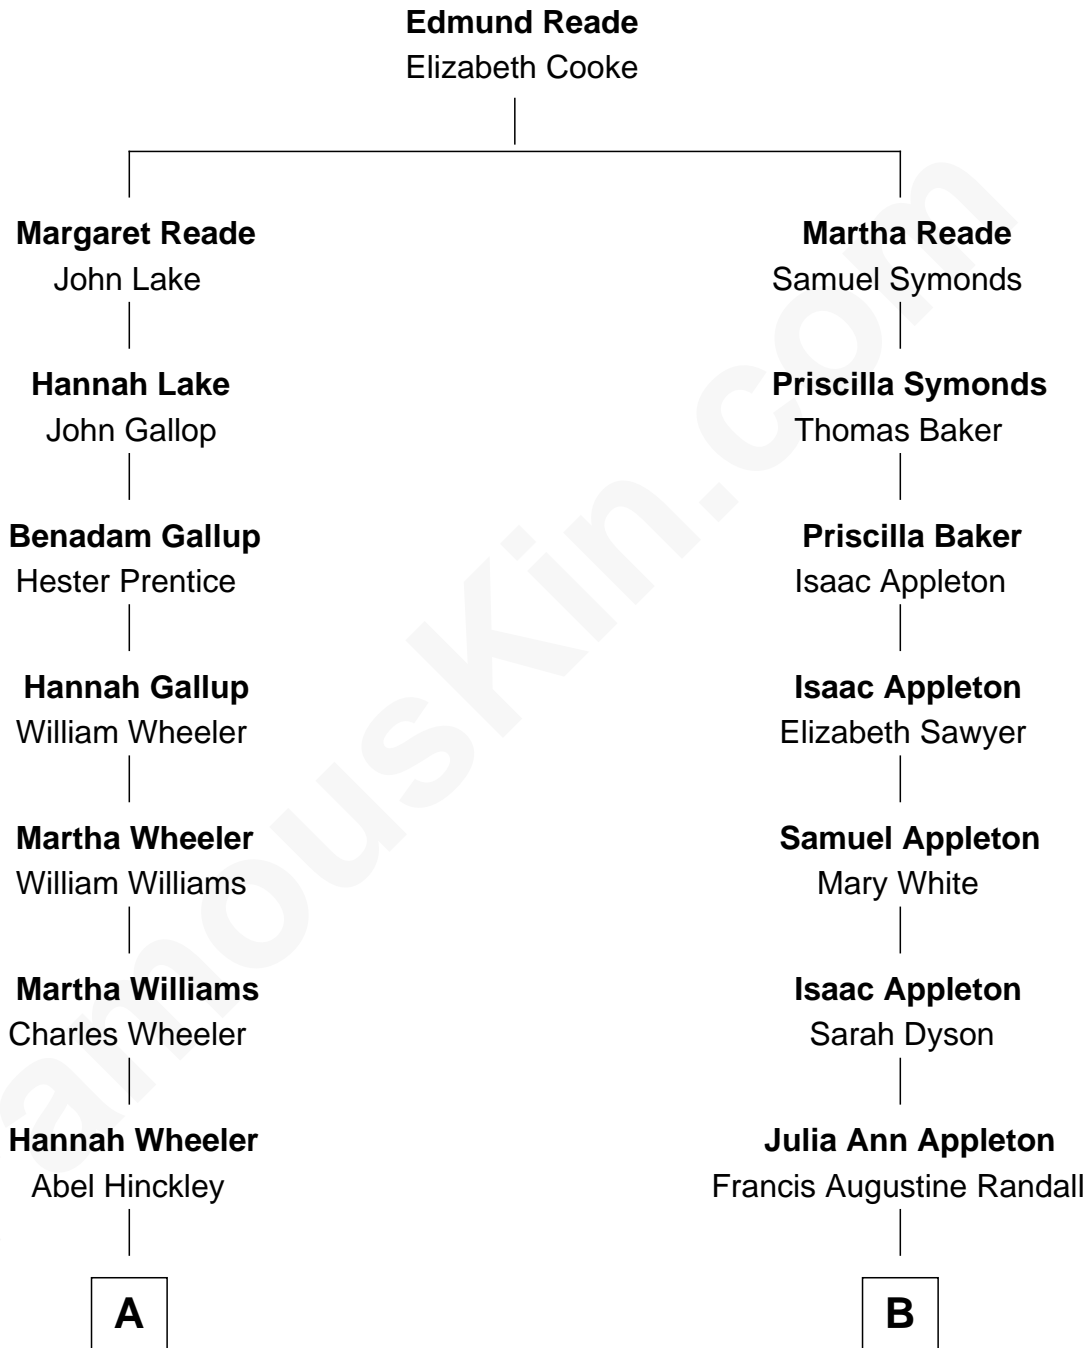 Edmund Reade
Elizabeth Cooke
Margaret Reade
John Lake
Martha Reade
Samuel Symonds
Hannah Lake
John Gallop
Priscilla Symonds
Thomas Baker
Benadam Gallup
Hester Prentice
Priscilla Baker
Isaac Appleton
Hannah Gallup
William Wheeler
Isaac Appleton
Elizabeth Sawyer
Martha Wheeler
William Williams
Samuel Appleton
Mary White
Martha Williams
Charles Wheeler
Isaac Appleton
Sarah Dyson
Hannah Wheeler
Abel Hinckley
Julia Ann Appleton
Francis Augustine Randall
A
B
amouskin.com